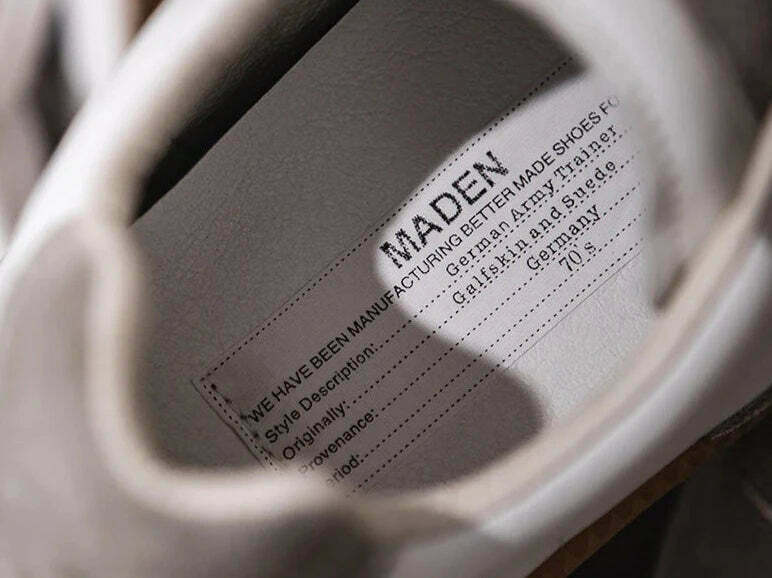 MADEN
WE HAVE BEEN MANUFACTURING BETTER MADE SHOES
Style Description: German Army Trainer
Originally: Galfskin and Suede
Provenance: Germany
70 s